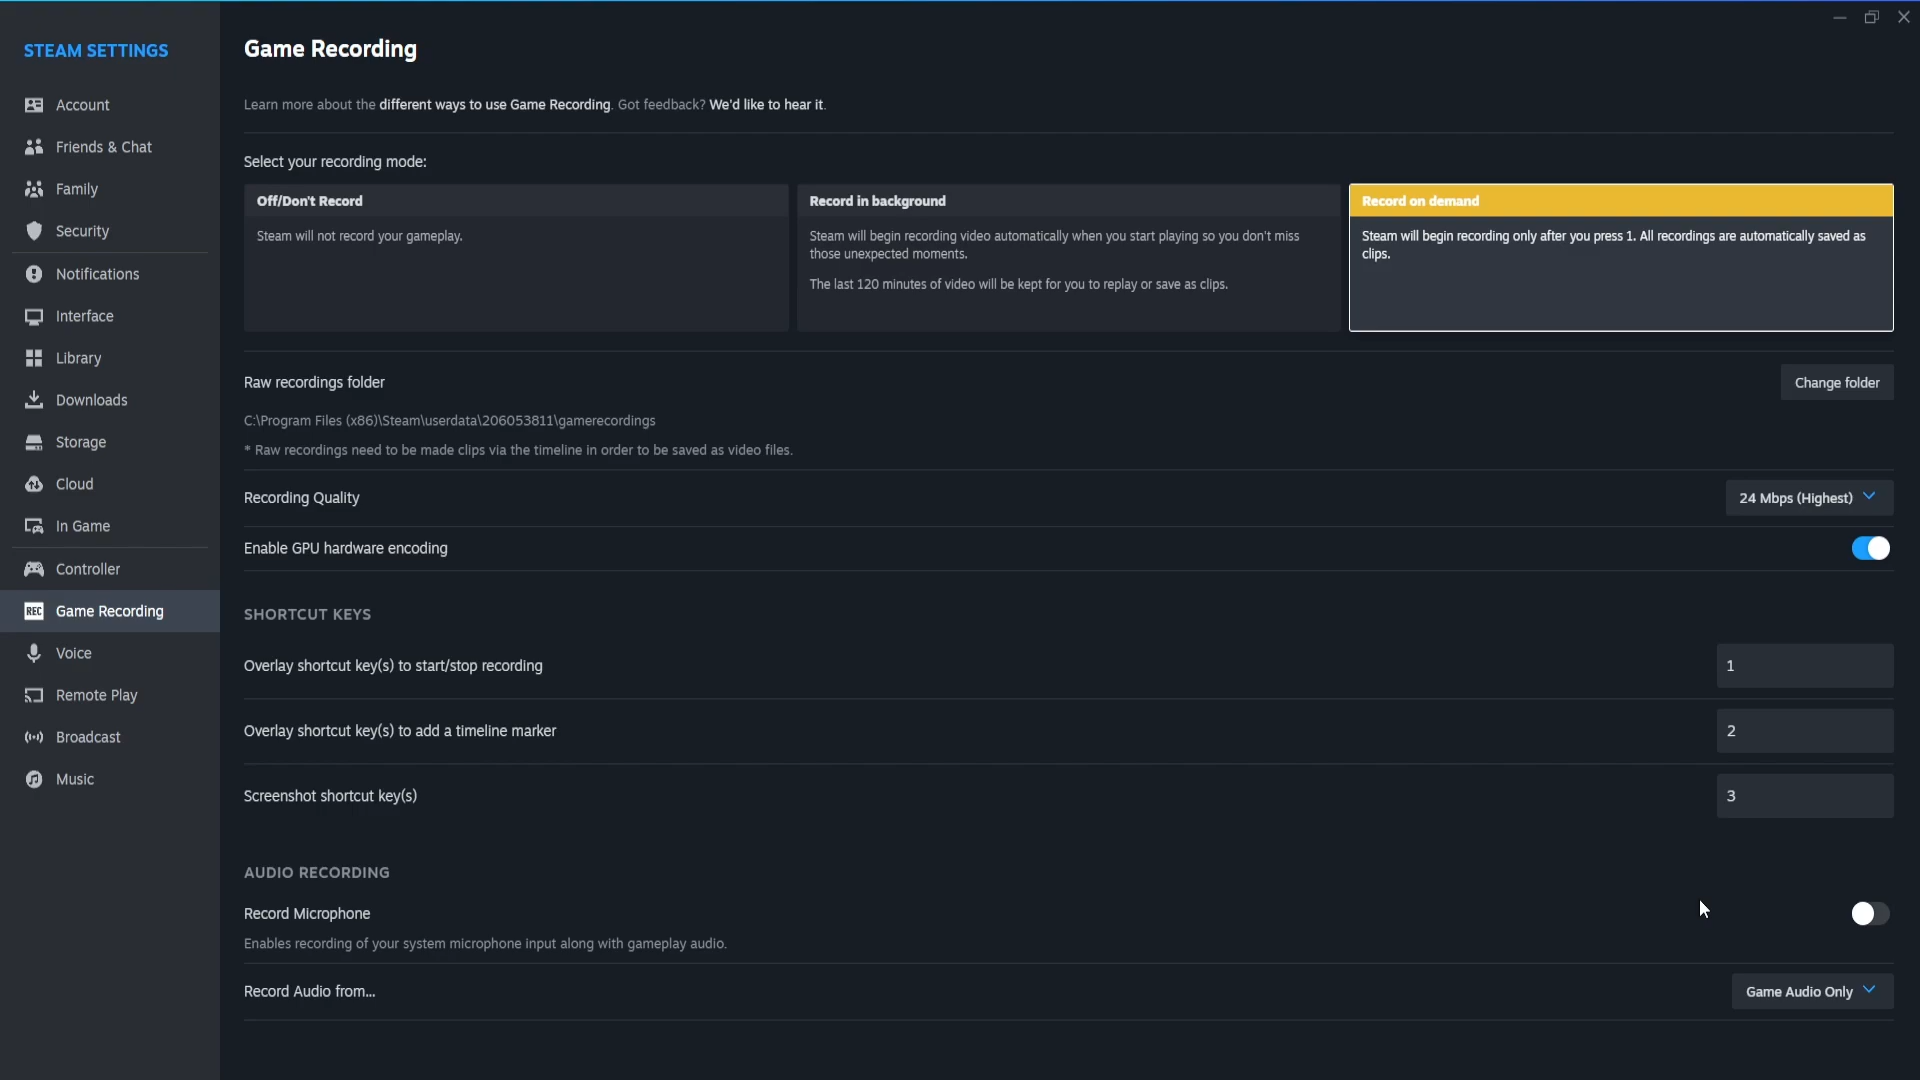 STEAM SETTINGS
Account
Friends & Chat
Family
Security
Notifications
Interface
Library
Downloads
Storage
Cloud
In Game
Controller
REC Game Recording
Voice
Remote Play
Broadcast
Music
Game Recording
Learn more about the different ways to use Game Recording. Got feedback? We'd like to hear it.
Select your recording mode:
Off/Don't Record
Steam will not record your gameplay.
Record in background
Steam will begin recording video automatically when you start playing so you don't miss
those unexpected moments.
The last 120 minutes of video will be kept for you to replay or save as clips.
Record on demand
Steam will begin recording only after you press 1. All recordings are automatically saved as
clips.
Raw recordings folder
Change folder
C:\Program Files (x86)\Steam\userdata\206053811\gamerecordings
* Raw recordings need to be made clips via the timeline in order to be saved as video files.
Recording Quality
24 Mbps (Highest)
Enable GPU hardware encoding
SHORTCUT KEYS
Overlay shortcut key(s) to start/stop recording
1
Overlay shortcut key(s) to add a timeline marker
2
Screenshot shortcut key(s)
3
AUDIO RECORDING
Record Microphone
Enables recording of your system microphone input along with gameplay audio.
Record Audio from...
Game Audio Only